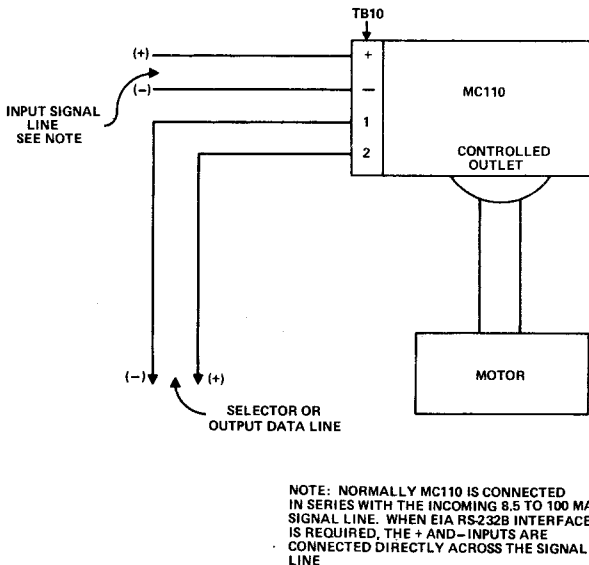 TB10
(+)
+
(−)
−
MC110
INPUT SIGNAL
LINE
SEE NOTE
1
2
CONTROLLED
OUTLET
MOTOR
(−)
(+)
SELECTOR OR
OUTPUT DATA LINE
NOTE: NORMALLY MC110 IS CONNECTED
IN SERIES WITH THE INCOMING 8.5 TO 100 MA
SIGNAL LINE. WHEN EIA RS-232B INTERFACE
IS REQUIRED, THE + AND − INPUTS ARE
CONNECTED DIRECTLY ACROSS THE SIGNAL
LINE